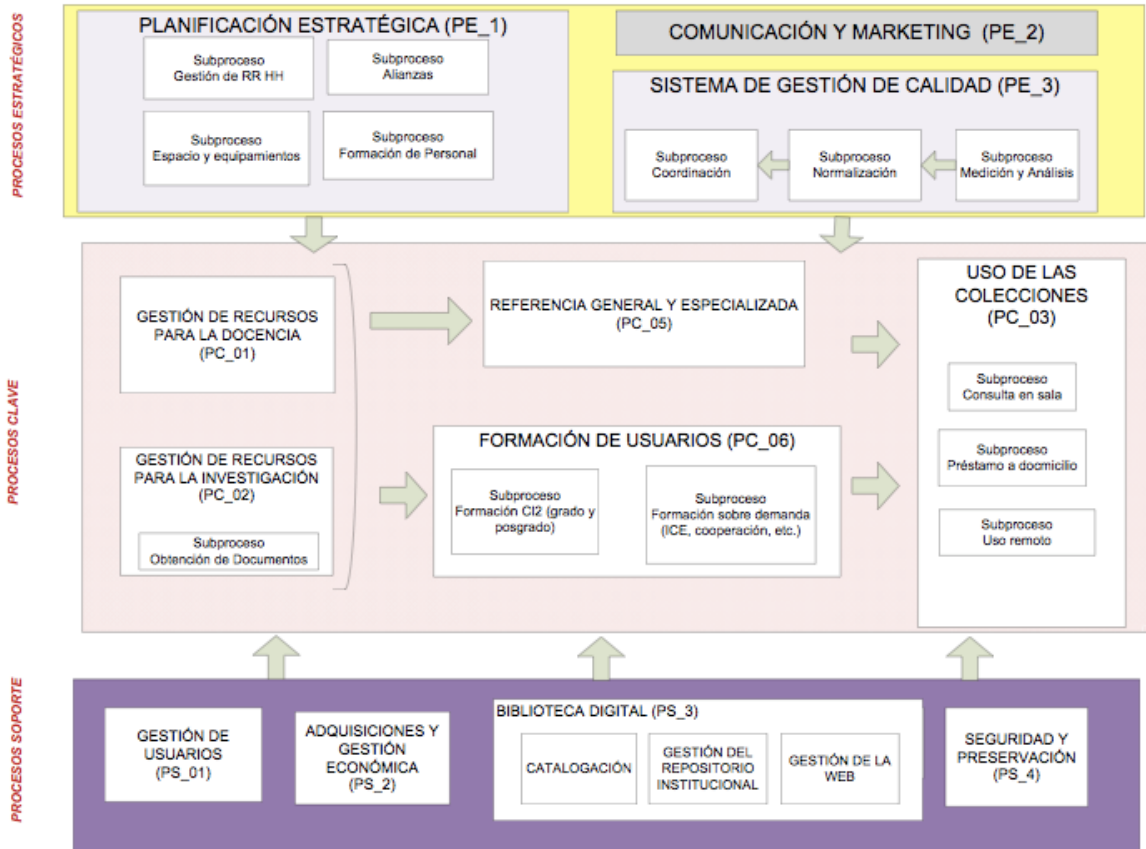 PROCESOS ESTRATÉGICOS
PLANIFICACIÓN ESTRATÉGICA (PE_1)
Subproceso
Gestión de RR HH
Subproceso
Alianzas
Subproceso
Espacio y equipamientos
Subproceso
Formación de Personal
COMUNICACIÓN Y MARKETING (PE_2)
SISTEMA DE GESTIÓN DE CALIDAD (PE_3)
Subproceso
Coordinación
Subproceso
Normalización
Subproceso
Medición y Análisis
PROCESOS CLAVE
GESTIÓN DE RECURSOS
PARA LA DOCENCIA
(PC_01)
GESTIÓN DE RECURSOS
PARA LA INVESTIGACIÓN
(PC_02)
Subproceso
Obtención de Documentos
REFERENCIA GENERAL Y ESPECIALIZADA
(PC_05)
FORMACIÓN DE USUARIOS (PC_06)
Subproceso
Formación CI2 (grado y
posgrado)
Subproceso
Formación sobre demanda
(ICE, cooperación, etc.)
USO DE LAS
COLECCIONES
(PC_03)
Subproceso
Consulta en sala
Subproceso
Préstamo a docmicilio
Subproceso
Uso remoto
PROCESOS SOPORTE
GESTIÓN DE
USUARIOS
(PS_01)
ADQUISICIONES Y
GESTIÓN
ECONÓMICA
(PS_2)
BIBLIOTECA DIGITAL (PS_3)
CATALOGACIÓN
GESTIÓN DEL
REPOSITORIO
INSTITUCIONAL
GESTIÓN DE LA
WEB
SEGURIDAD Y
PRESERVACIÓN
(PS_4)